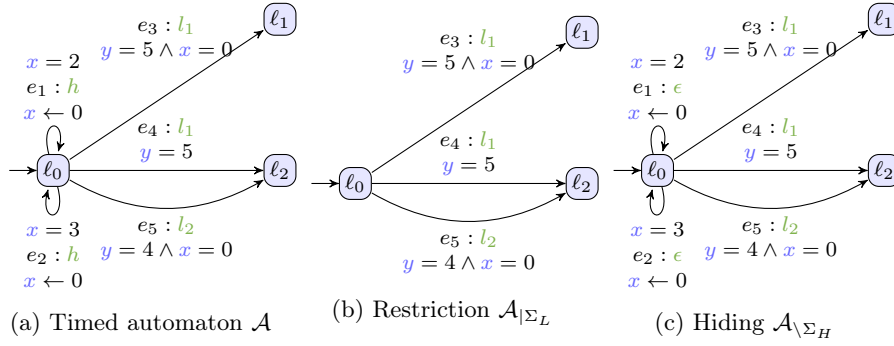 e₃ : l₁
y = 5 ∧ x = 0
ℓ₁
x = 2
e₁ : h
x ← 0
e₄ : l₁
y = 5
ℓ₀
ℓ₂
x = 3
e₂ : h
x ← 0
e₅ : l₂
y = 4 ∧ x = 0
(a) Timed automaton 𝒜
e₃ : l₁
y = 5 ∧ x = 0
ℓ₁
e₄ : l₁
y = 5
ℓ₀
ℓ₂
e₅ : l₂
y = 4 ∧ x = 0
(b) Restriction 𝒜|Σ_L
e₃ : l₁
y = 5 ∧ x = 0
ℓ₁
x = 2
e₁ : ϵ
x ← 0
e₄ : l₁
y = 5
ℓ₀
ℓ₂
x = 3
e₂ : ϵ
x ← 0
e₅ : l₂
y = 4 ∧ x = 0
(c) Hiding 𝒜\Σ_H